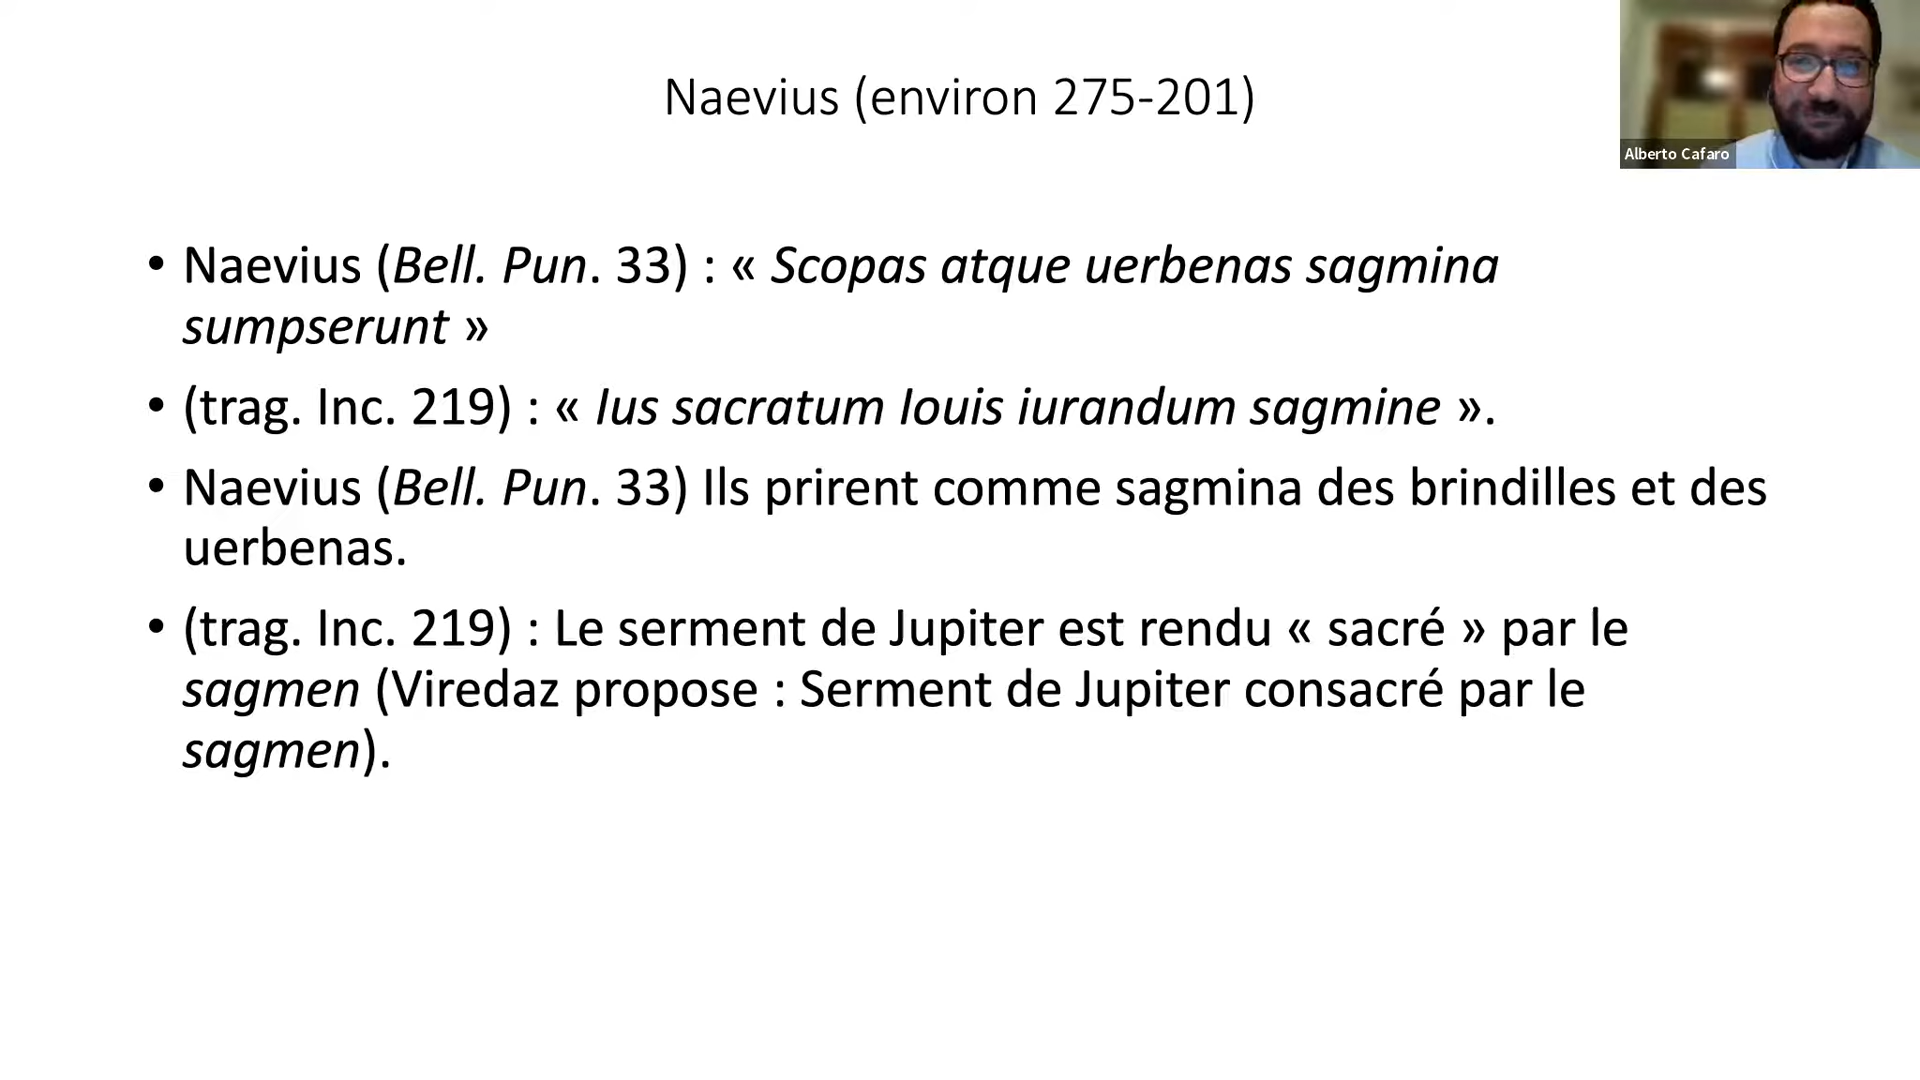 Naevius (environ 275-201)
Alberto Cafaro
• Naevius (Bell. Pun. 33) : « Scopas atque uerbenas sagmina
sumpserunt »
• (trag. Inc. 219) : « Ius sacratum Iouis iurandum sagmine ».
• Naevius (Bell. Pun. 33) Ils prirent comme sagmina des brindilles et des
uerbenas.
• (trag. Inc. 219) : Le serment de Jupiter est rendu « sacré » par le
sagmen (Viredaz propose : Serment de Jupiter consacré par le
sagmen).